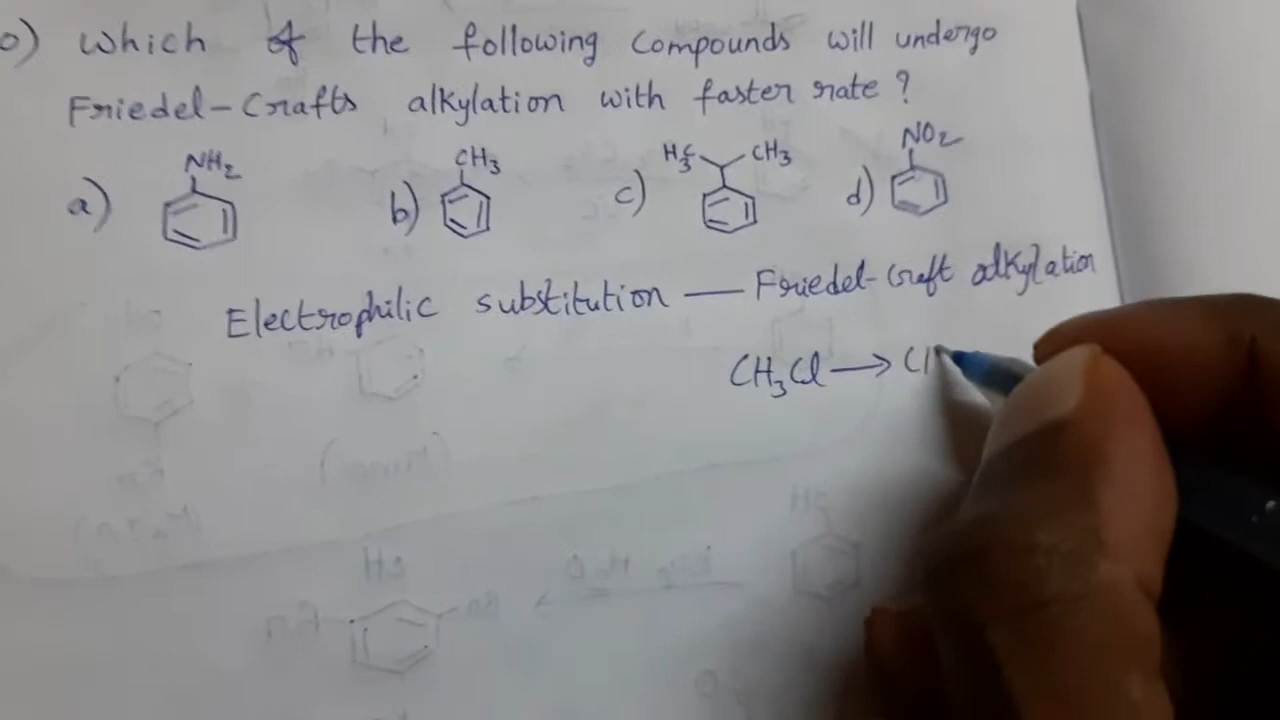 o) Which of the following compounds will undergo
Friedel-Crafts alkylation with faster rate ?
a) NH2 b) CH3 c) H3C CH3 d) NO2
Electrophilic substitution — Friedel-Craft alkylation
CH3Cl →